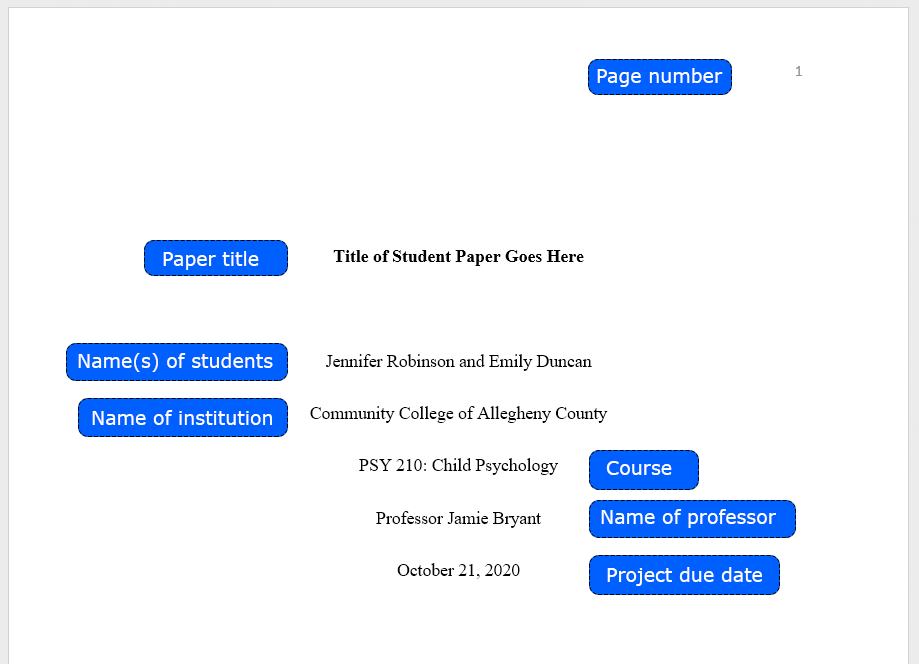 Page number 1
Paper title Title of Student Paper Goes Here
Name(s) of students Jennifer Robinson and Emily Duncan
Name of institution Community College of Allegheny County
PSY 210: Child Psychology Course
Professor Jamie Bryant Name of professor
October 21, 2020 Project due date